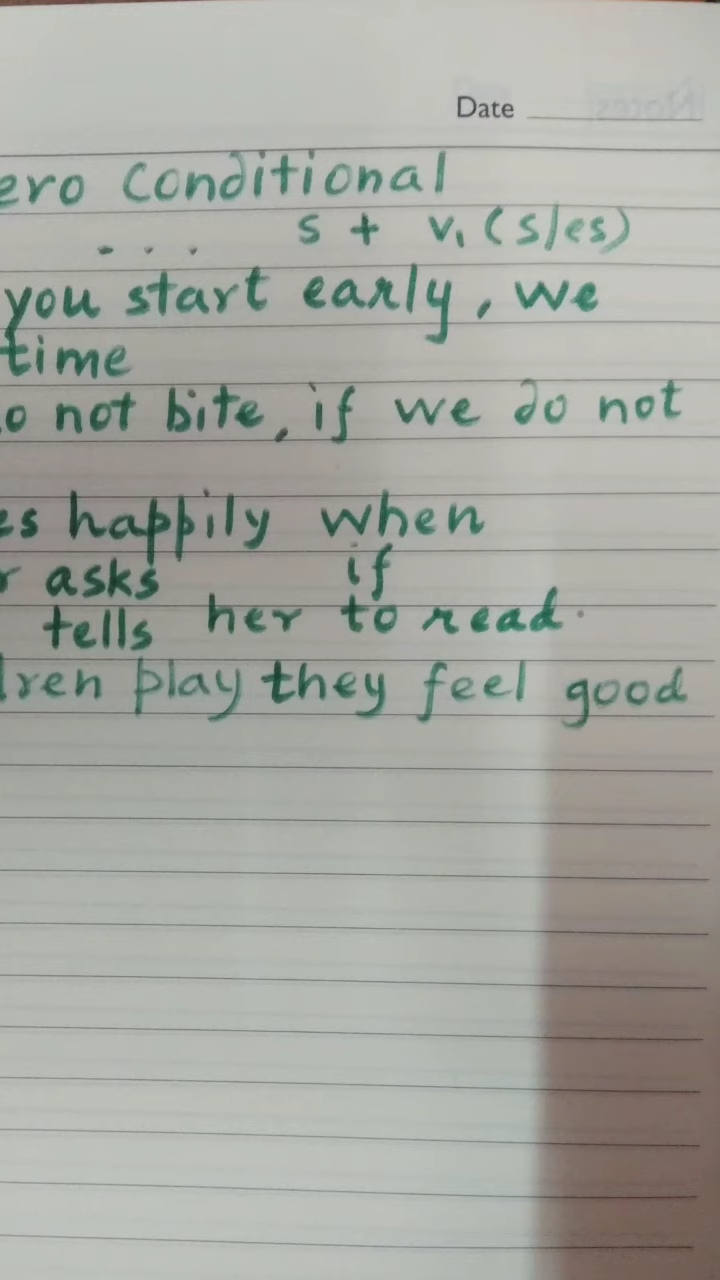 Date
ero Conditional
... s + v₁ (s/es)
you start early, we
time
o not bite, if we do not
es happily when
r asks if
tells her to read.
ren play they feel good